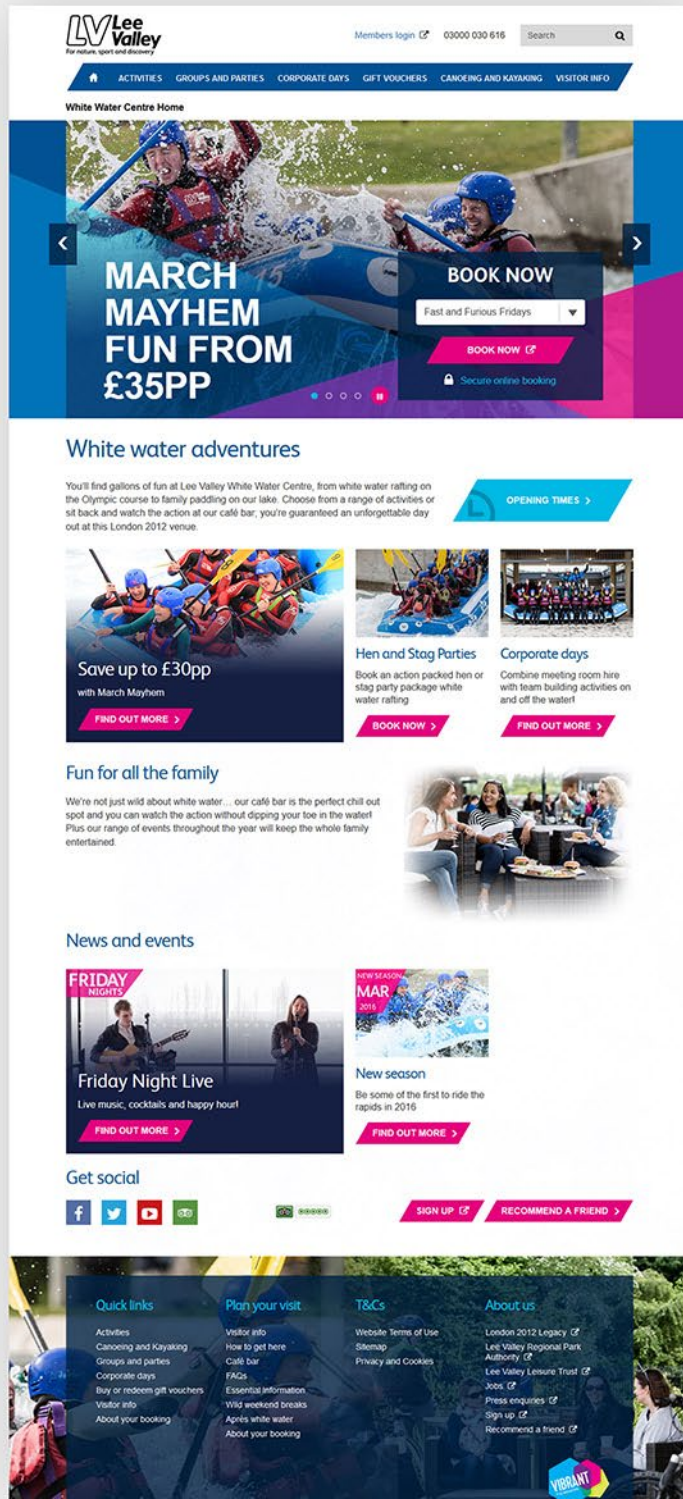 LV Lee
Valley
For nature, sport and discovery
Members login
03000 030 616
Search
ACTIVITIES GROUPS AND PARTIES CORPORATE DAYS GIFT VOUCHERS CANOEING AND KAYAKING VISITOR INFO
White Water Centre Home
MARCH
MAYHEM
FUN FROM
£35PP
BOOK NOW
Fast and Furious Fridays
BOOK NOW
Secure online booking
White water adventures
You'll find gallons of fun at Lee Valley White Water Centre, from white water rafting on
the Olympic course to family paddling on our lake. Choose from a range of activities or
sit back and watch the action at our café bar, you're guaranteed an unforgettable day
out at this London 2012 venue.
OPENING TIMES
Save up to £30pp
with March Mayhem
FIND OUT MORE
Hen and Stag Parties
Book an action packed hen or
stag party package white
water rafting
BOOK NOW
Corporate days
Combine meeting room hire
with team building activities on
and off the water!
FIND OUT MORE
Fun for all the family
We're not just wild about white water… our café bar is the perfect chill out
spot and you can watch the action without dipping your toe in the water!
Plus our range of events throughout the year will keep the whole family
entertained.
News and events
FRIDAY
NIGHTS
Friday Night Live
Live music, cocktails and happy hour!
FIND OUT MORE
NEW SEASON
MAR
2016
New season
Be some of the first to ride the
rapids in 2016
FIND OUT MORE
Get social
SIGN UP
RECOMMEND A FRIEND
Quick links
Activities
Canoeing and Kayaking
Groups and parties
Corporate days
Buy or redeem gift vouchers
Visitor info
About your booking
Plan your visit
Visitor info
How to get here
Café bar
FAQs
Essential Information
Wild weekend breaks
Après white water
About your booking
T&Cs
Website Terms of Use
Sitemap
Privacy and Cookies
About us
London 2012 Legacy
Lee Valley Regional Park
Authority
Lee Valley Leisure Trust
Jobs
Press enquiries
Sign up
Recommend a friend
VIBRANT